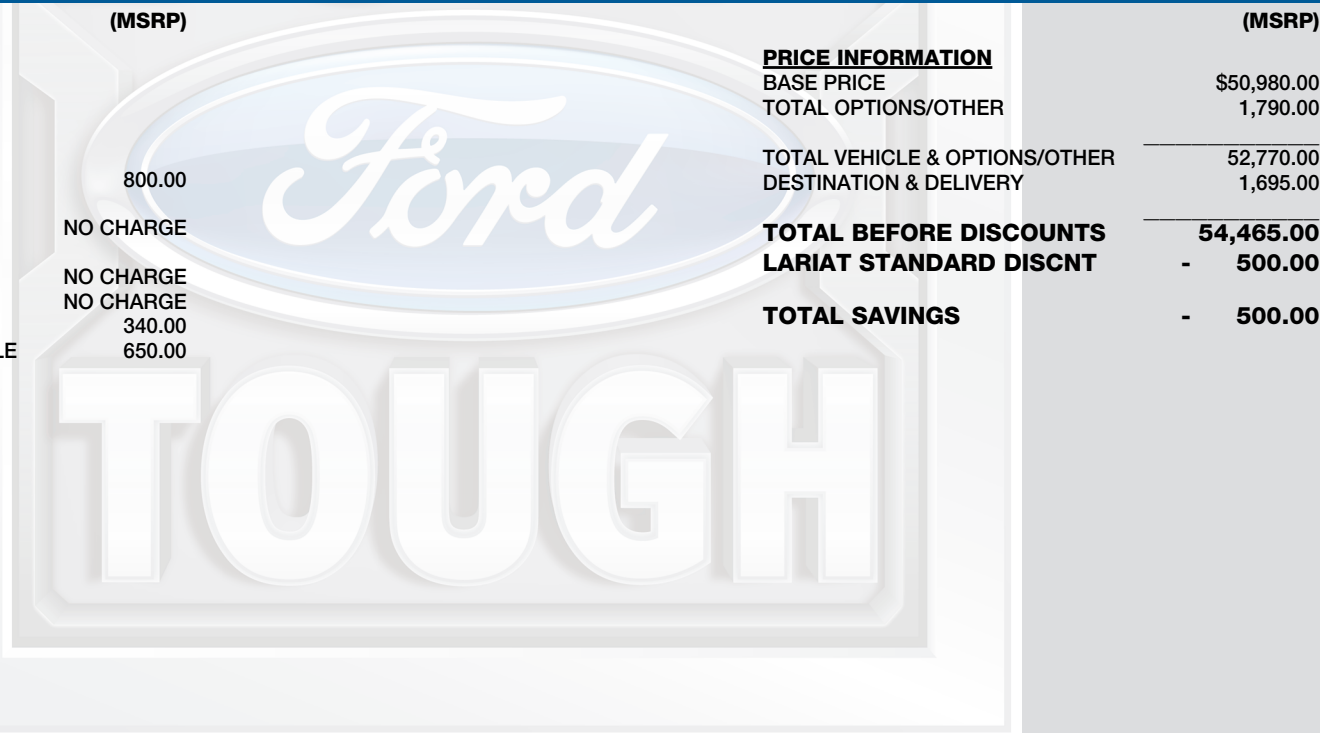 (MSRP)
800.00
NO CHARGE
NO CHARGE
NO CHARGE
340.00
LE 650.00
(MSRP)
PRICE INFORMATION
BASE PRICE $50,980.00
TOTAL OPTIONS/OTHER 1,790.00
TOTAL VEHICLE & OPTIONS/OTHER 52,770.00
DESTINATION & DELIVERY 1,695.00
TOTAL BEFORE DISCOUNTS 54,465.00
LARIAT STANDARD DISCNT - 500.00
TOTAL SAVINGS - 500.00
Ford
TOUGH